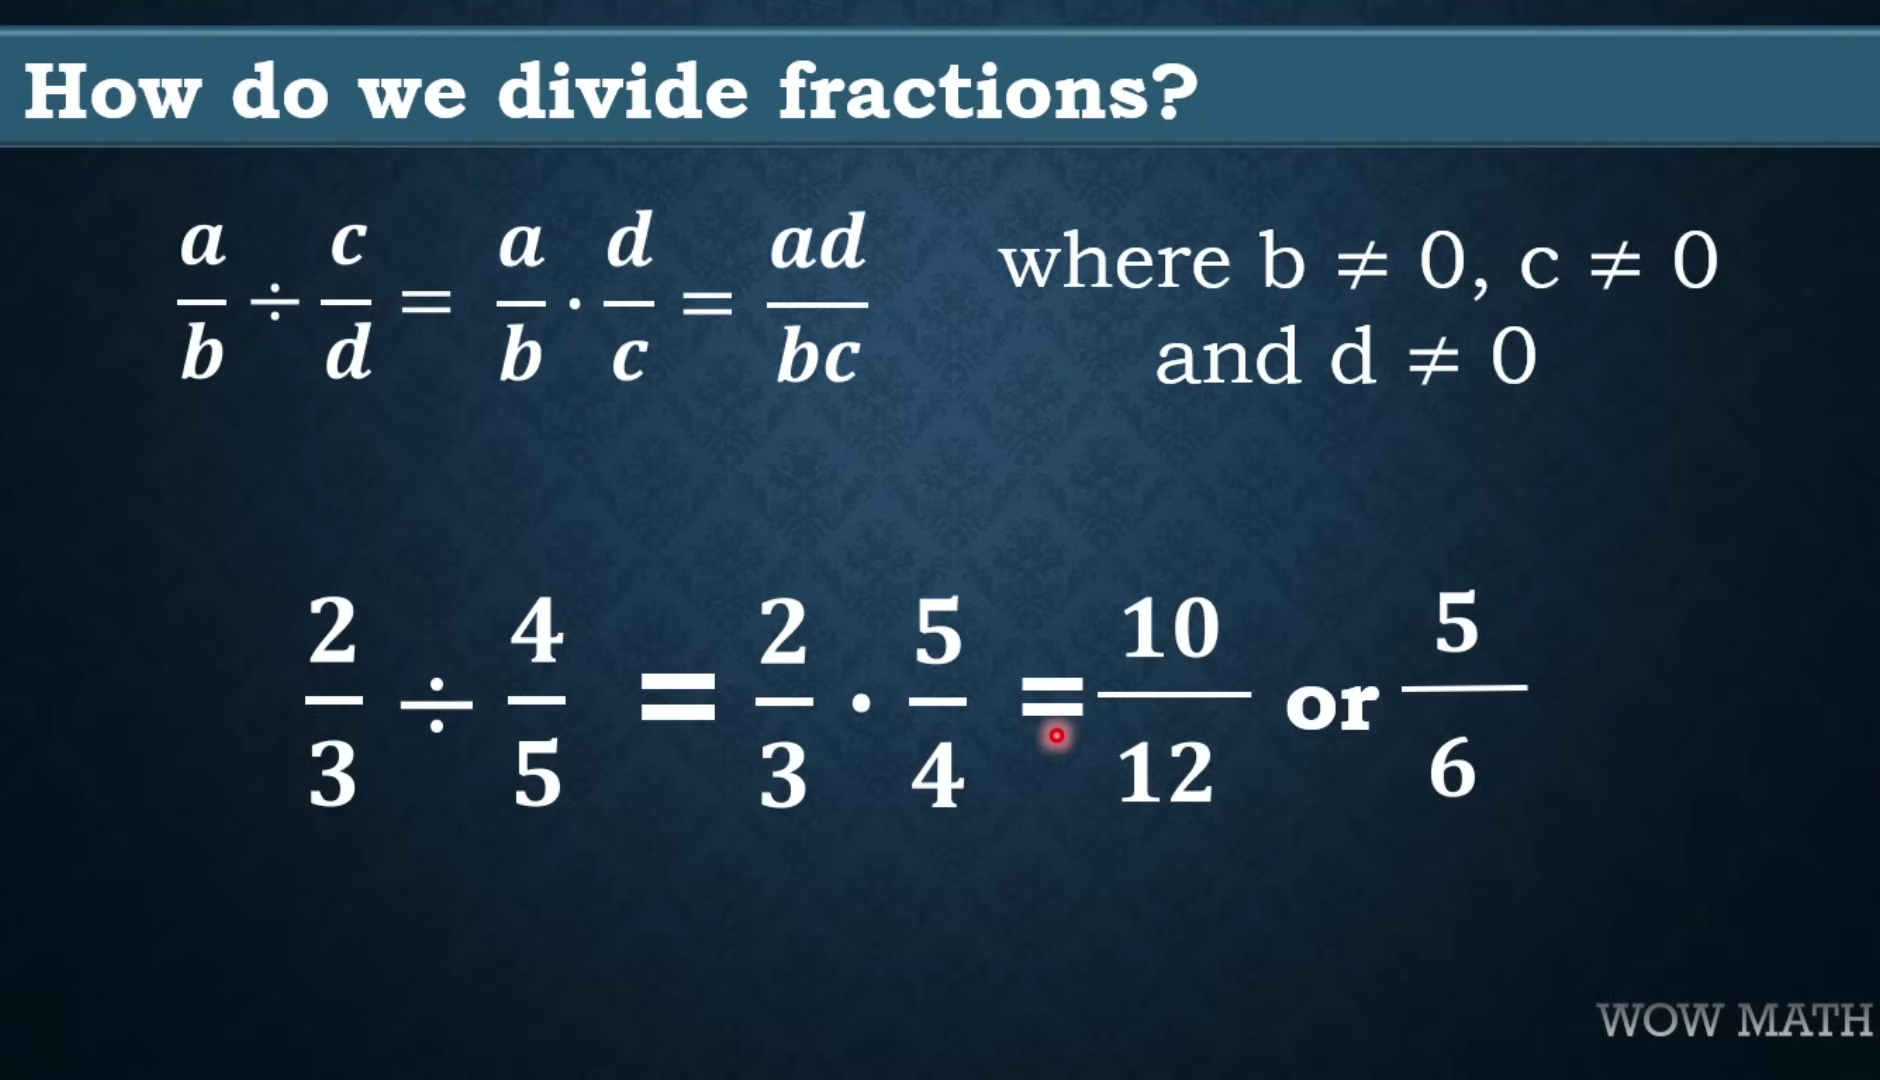 How do we divide fractions?
a/b ÷ c/d = a/b · d/c = ad/bc
where b ≠ 0, c ≠ 0
and d ≠ 0
2/3 ÷ 4/5 = 2/3 · 5/4 = 10/12 or 5/6
WOW MATH